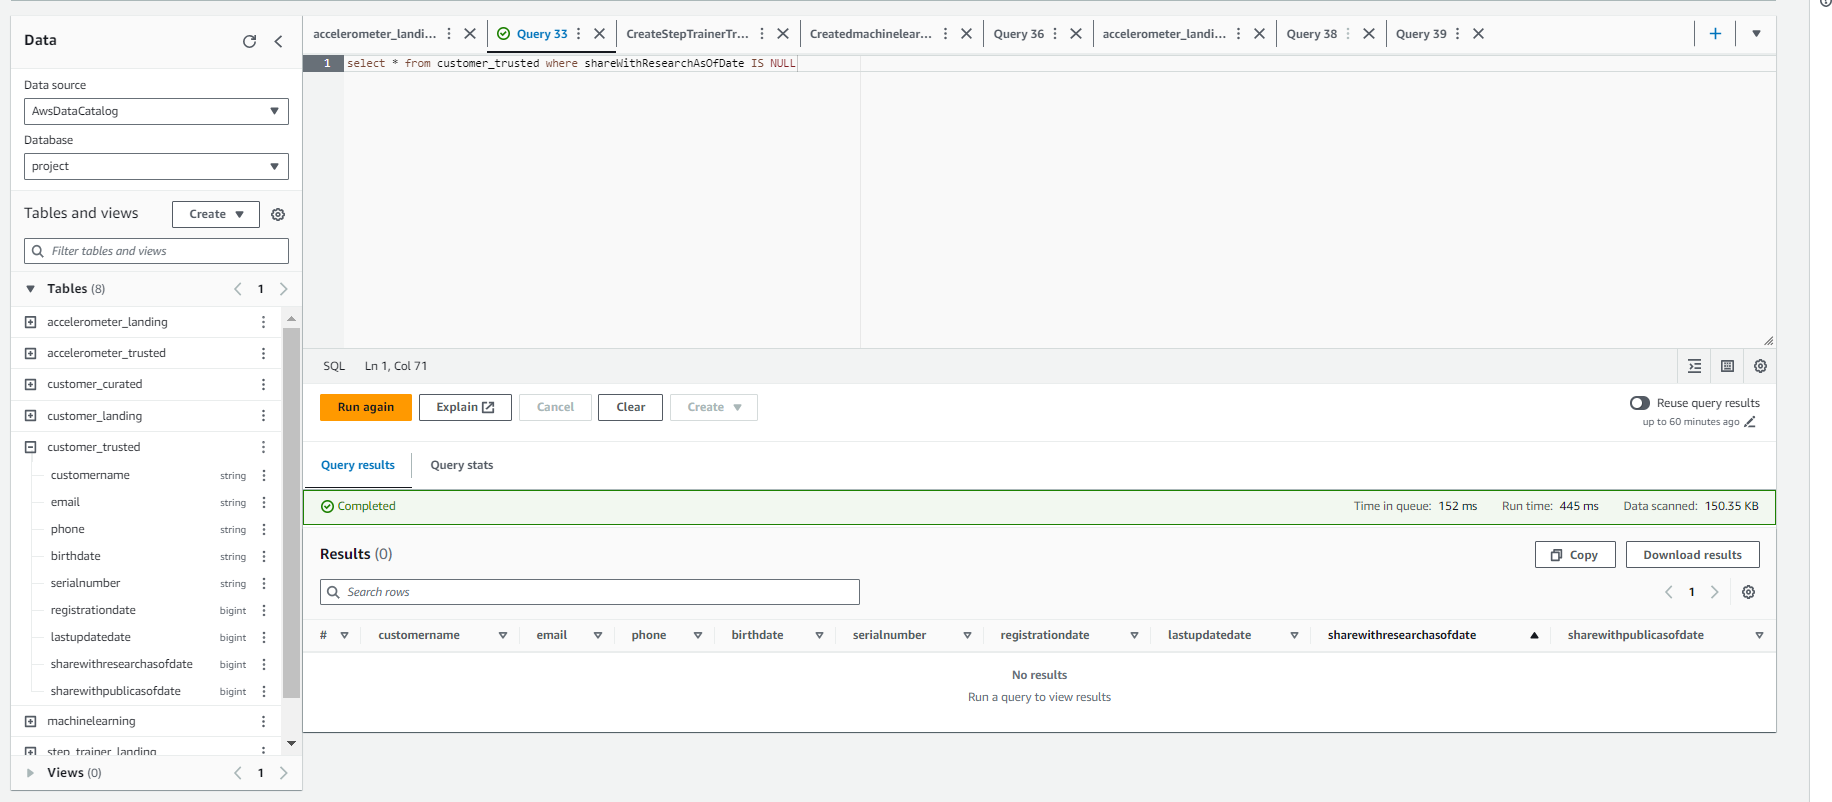 Data
Data source
AwsDataCatalog
Database
project
Tables and views
Create
Filter tables and views
Tables (8)
1
accelerometer_landing
accelerometer_trusted
customer_curated
customer_landing
customer_trusted
customername string
email string
phone string
birthdate string
serialnumber string
registrationdate bigint
lastupdatedate bigint
sharewithresearchasofdate bigint
sharewithpublicasofdate bigint
machinelearning
step_trainer_landing
Views (0)
1
accelerometer_landi... Query 33 CreateStepTrainerTr... Createdmachinelear... Query 36 accelerometer_landi... Query 38 Query 39
1 select * from customer_trusted where shareWithResearchAsOfDate IS NULL
SQL Ln 1, Col 71
Run again Explain Cancel Clear Create
Reuse query results
up to 60 minutes ago
Query results Query stats
Completed Time in queue: 152 ms Run time: 445 ms Data scanned: 150.35 KB
Results (0) Copy Download results
Search rows
1
# customername email phone birthdate serialnumber registrationdate lastupdatedate sharewithresearchasofdate sharewithpublicasofdate
No results
Run a query to view results